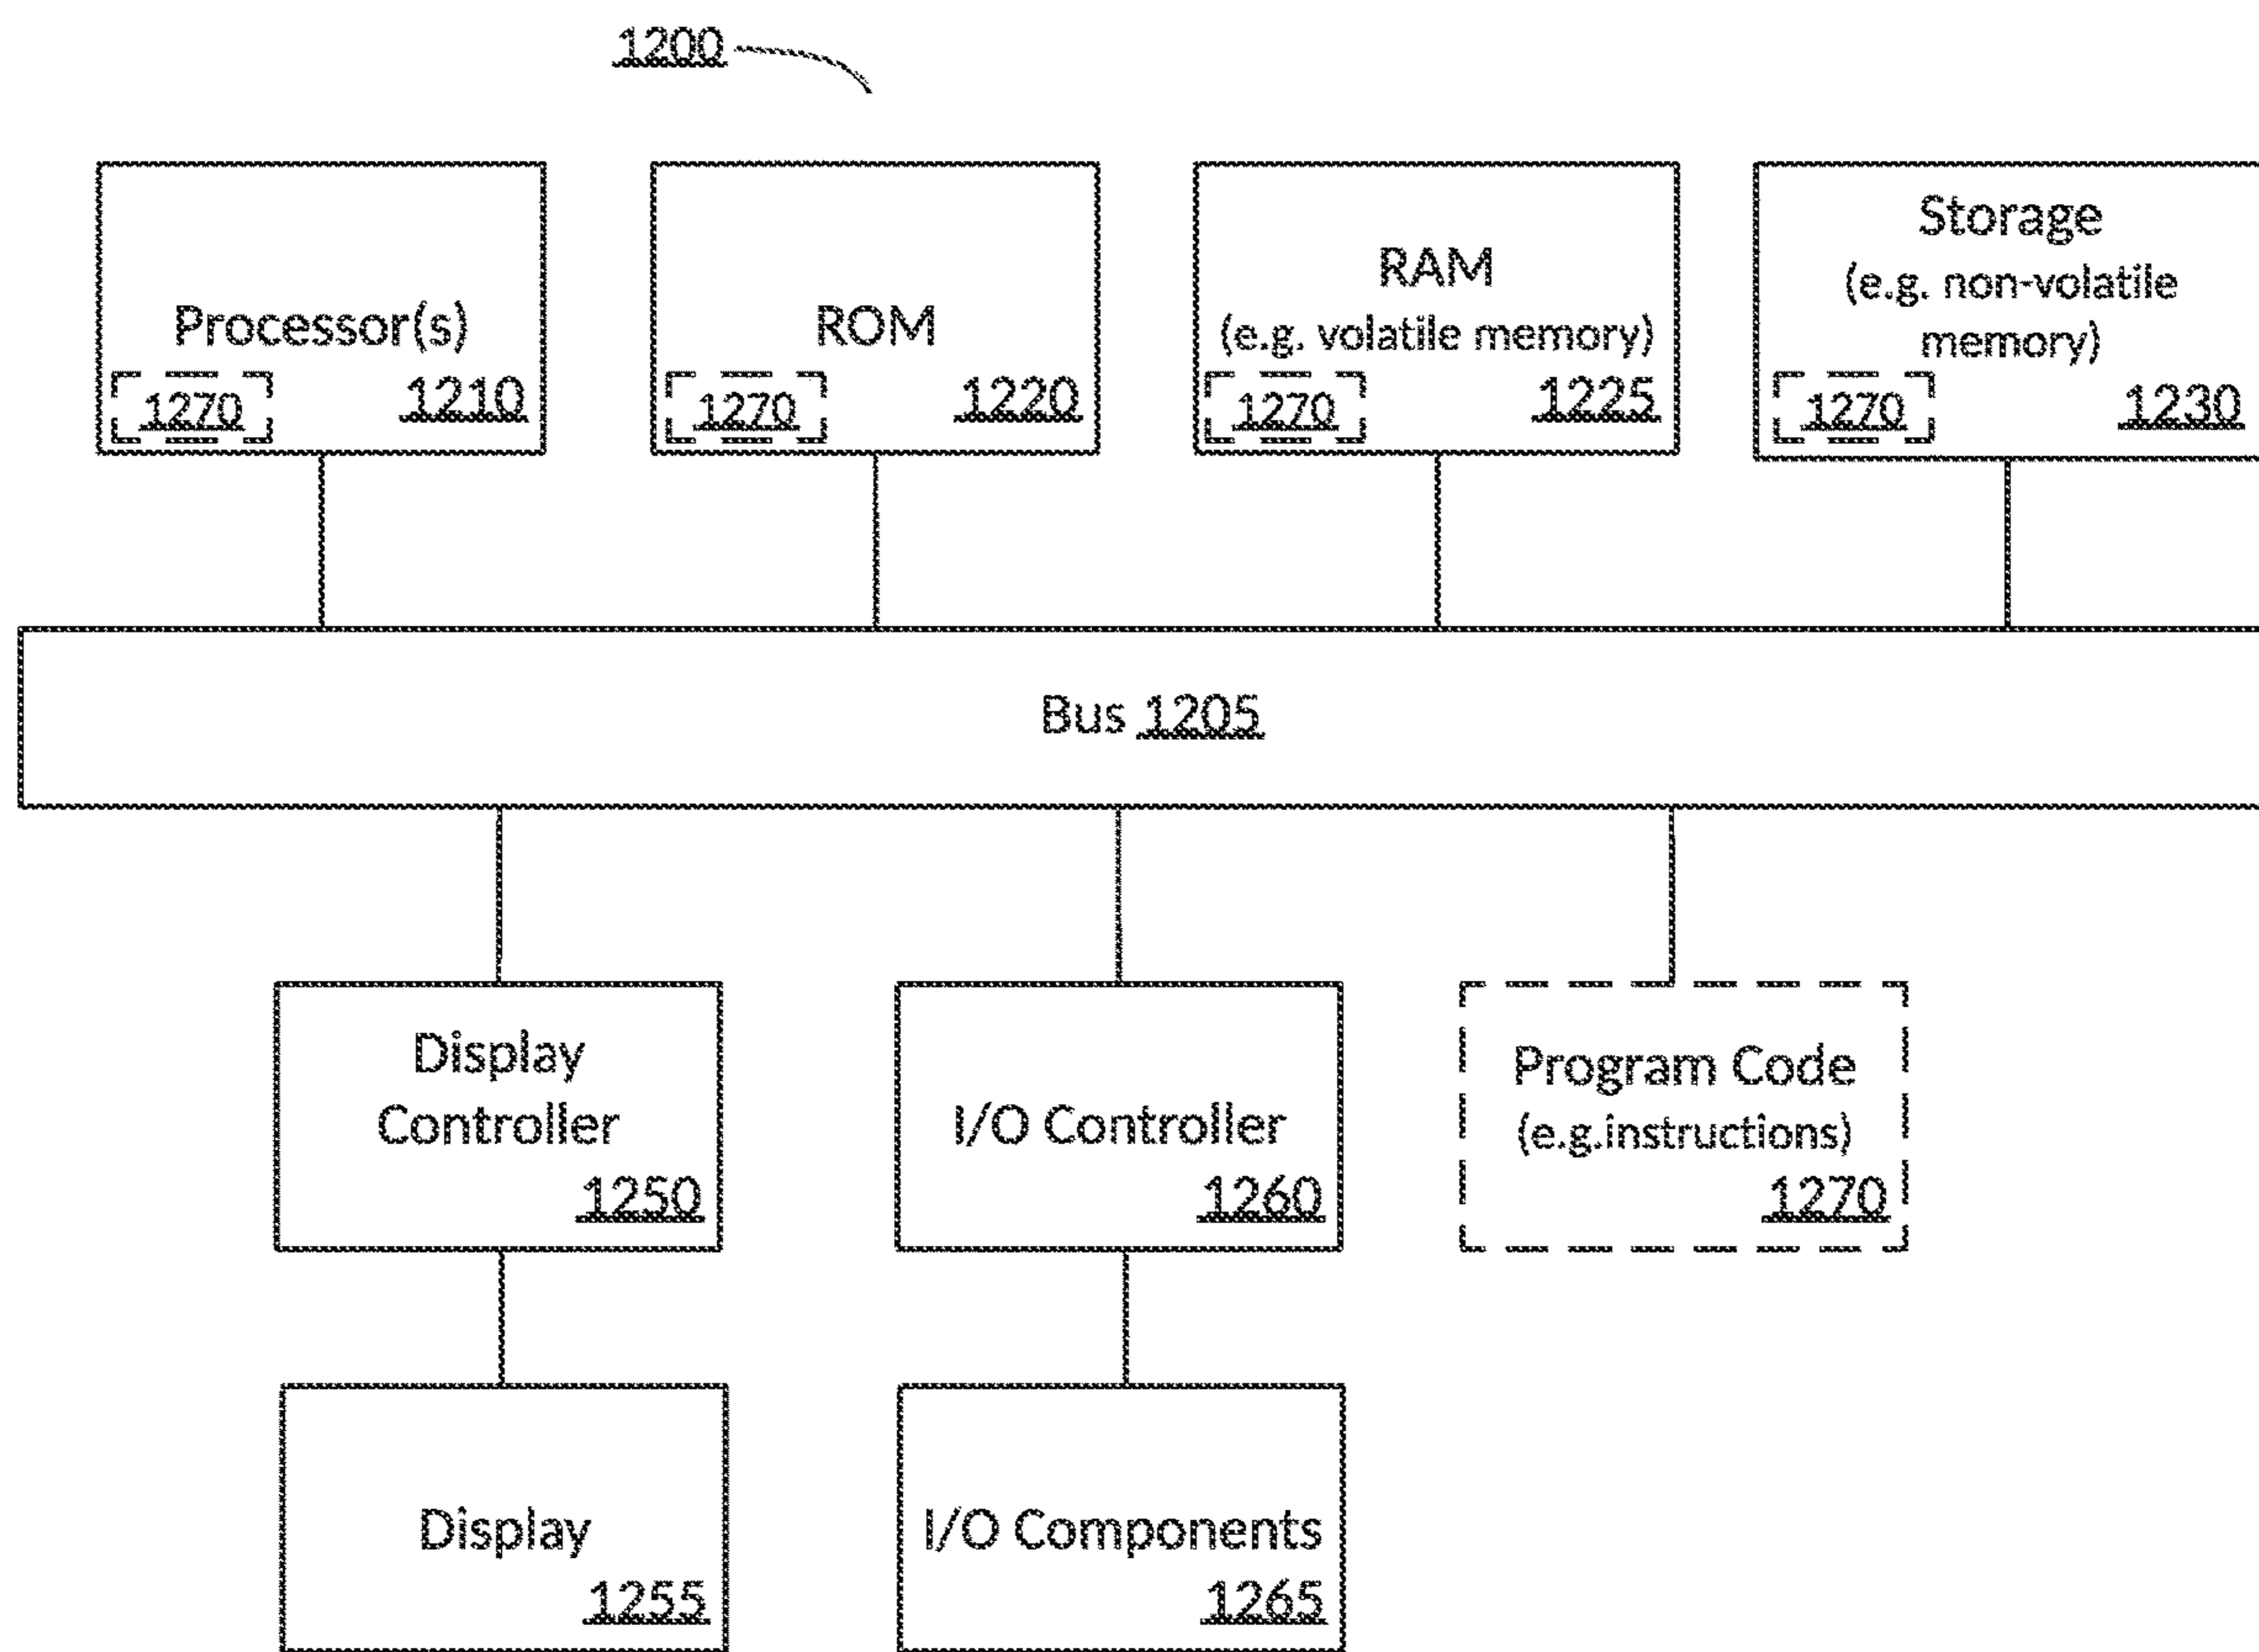 1200
Processor(s)
1270 1210
ROM
1270 1220
RAM
(e.g. volatile memory)
1270 1225
Storage
(e.g. non-volatile
memory)
1270 1230
Bus 1205
Display
Controller
1250
I/O Controller
1260
Program Code
(e.g.instructions)
1270
Display
1255
I/O Components
1265